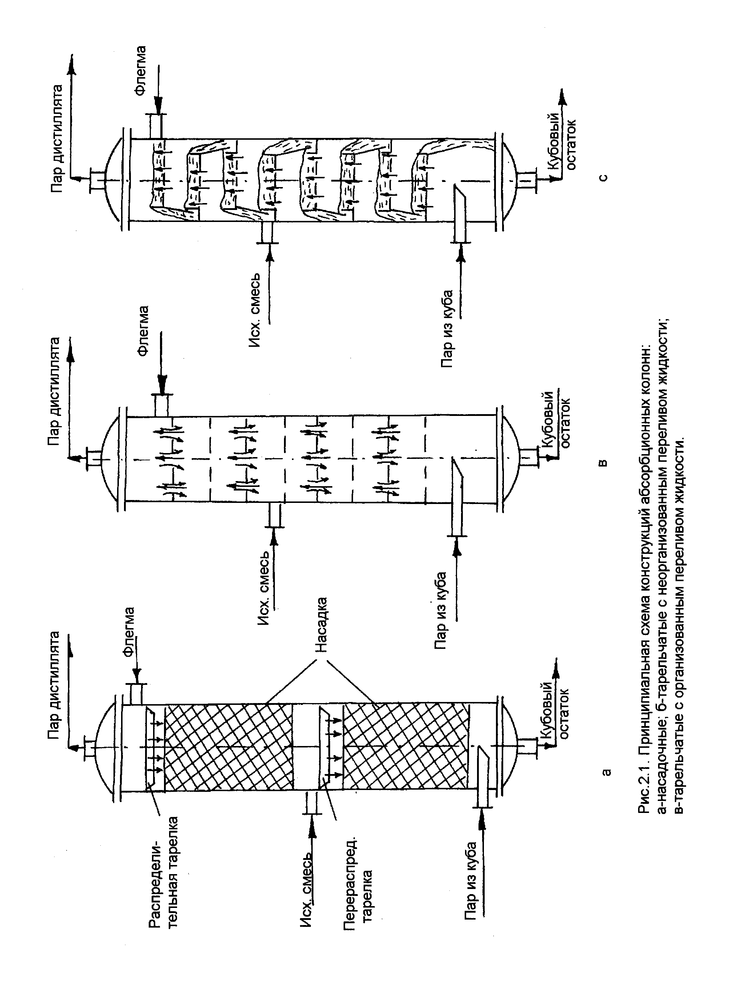 Пар дистиллята
Флегма
Распредели-
тельная тарелка
Насадка
Исх. смесь
Перераспред.
тарелка
Пар из куба
Кубовый
остаток
а
Пар дистиллята
Флегма
Исх. смесь
Пар из куба
Кубовый
остаток
в
Пар дистиллята
Флегма
Исх. смесь
Пар из куба
Кубовый
остаток
с
Рис.2.1. Принципиальная схема конструкций абсорбционных колонн:
а-насадочные; б-тарельчатые с неорганизованным переливом жидкости;
в-тарельчатые с организованным переливом жидкости.